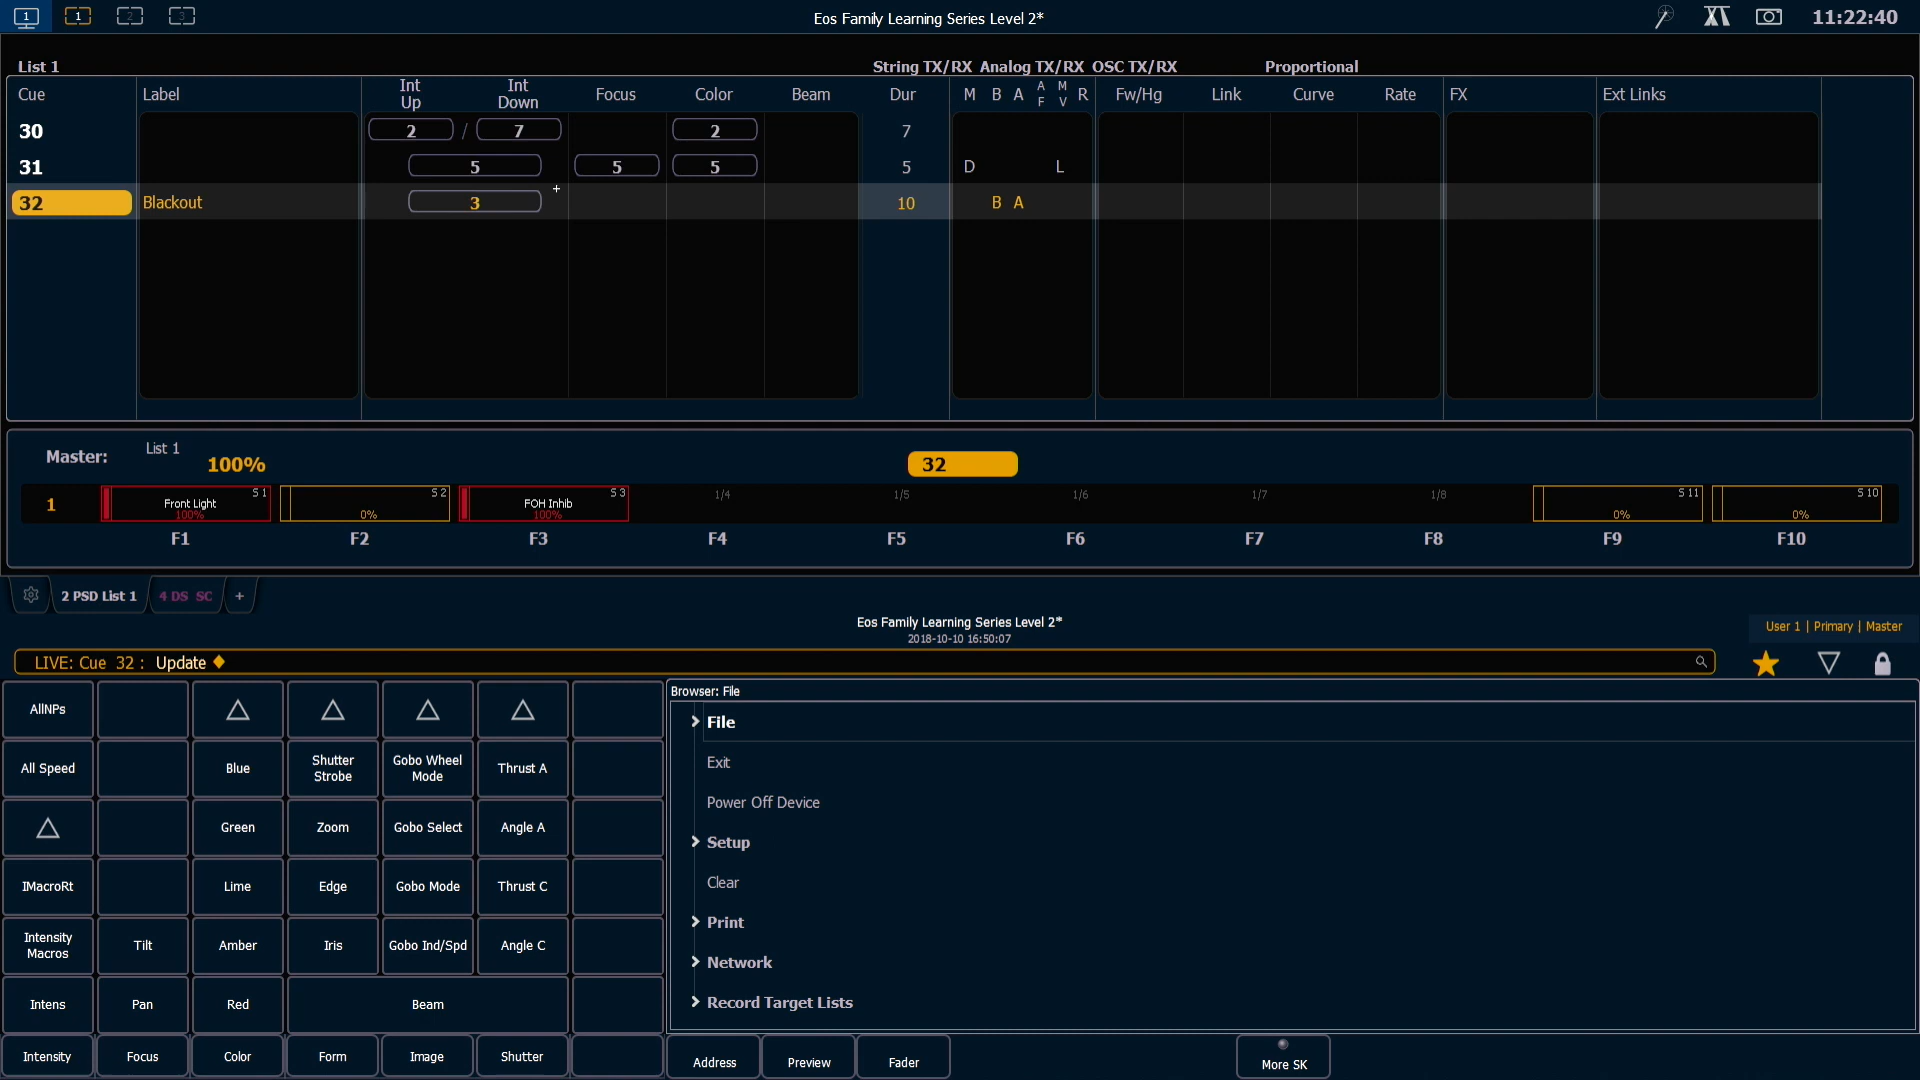 1 1 2 3 Eos Family Learning Series Level 2* 11:22:40
List 1 String TX/RX Analog TX/RX OSC TX/RX Proportional
Cue Label Int Up Int Down Focus Color Beam Dur M B A AF MV R Fw/Hg Link Curve Rate FX Ext Links
30 2 / 7 2 7
31 5 5 5 5 D L
32 Blackout 3 10 B A
Master: List 1 100% 32
1 Front Light 100% S 1 0% S 2 FOH Inhib 100% S 3 1/4 1/5 1/6 1/7 1/8 0% S 11 0% S 10
F1 F2 F3 F4 F5 F6 F7 F8 F9 F10
2 PSD List 1 4 DS SC +
Eos Family Learning Series Level 2*
2018-10-10 16:50:07
User 1 | Primary | Master
LIVE: Cue 32 : Update
AllNPs
All Speed Blue Shutter Strobe Gobo Wheel Mode Thrust A
Green Zoom Gobo Select Angle A
IMacroRt Lime Edge Gobo Mode Thrust C
Intensity Macros Tilt Amber Iris Gobo Ind/Spd Angle C
Intens Pan Red Beam
Intensity Focus Color Form Image Shutter
Browser: File
File
Exit
Power Off Device
Setup
Clear
Print
Network
Record Target Lists
Address Preview Fader More SK